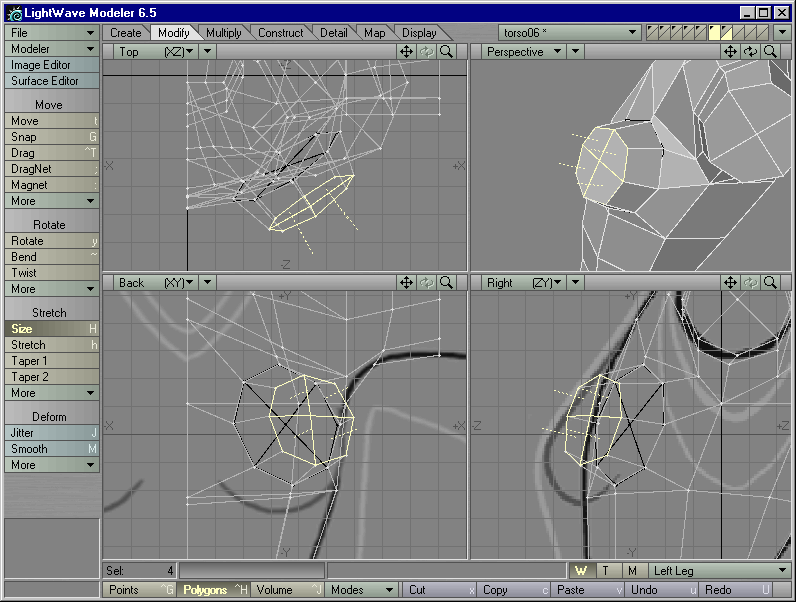 LightWave Modeler 6.5
File
Create Modify Multiply Construct Detail Map Display
torso06 *
Modeler
Image Editor
Surface Editor
Move
Move t
Snap G
Drag ^T
DragNet ;
Magnet :
More
Rotate
Rotate y
Bend ~
Twist
More
Stretch
Size H
Stretch h
Taper 1
Taper 2
More
Deform
Jitter J
Smooth M
More
Top (XZ)
-Z
-X
+X
-Z
Perspective
Back (XY)
+Y
-X
+X
-Y
Right (ZY)
+Y
-Z
+Z
-Y
Sel: 4
W T M Left Leg
Points ^G Polygons ^H Volume ^J Modes Cut x Copy c Paste v Undo u Redo U